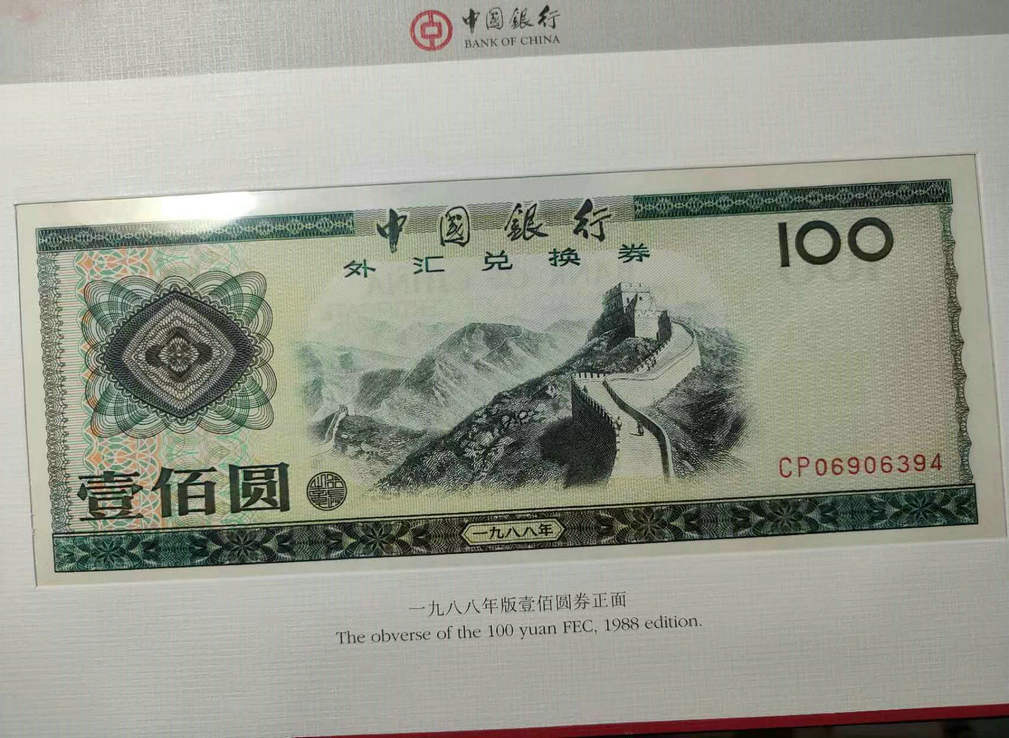 中國銀行
BANK OF CHINA
中國銀行
外汇兑换券
100
CP06906394
壹佰圆
一九八八年
一九八八年版壹佰圆券正面
The obverse of the 100 yuan FEC, 1988 edition.